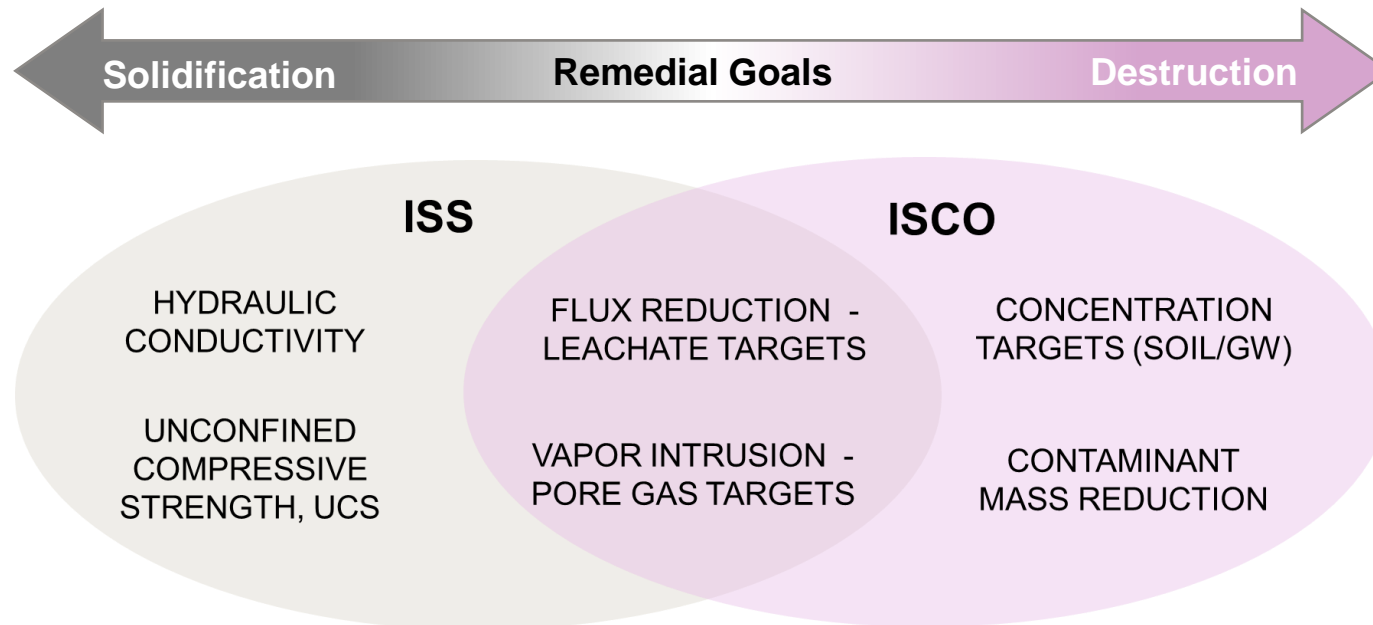 Solidification Remedial Goals Destruction
ISS
ISCO
HYDRAULIC
CONDUCTIVITY
UNCONFINED
COMPRESSIVE
STRENGTH, UCS
FLUX REDUCTION -
LEACHATE TARGETS
VAPOR INTRUSION -
PORE GAS TARGETS
CONCENTRATION
TARGETS (SOIL/GW)
CONTAMINANT
MASS REDUCTION